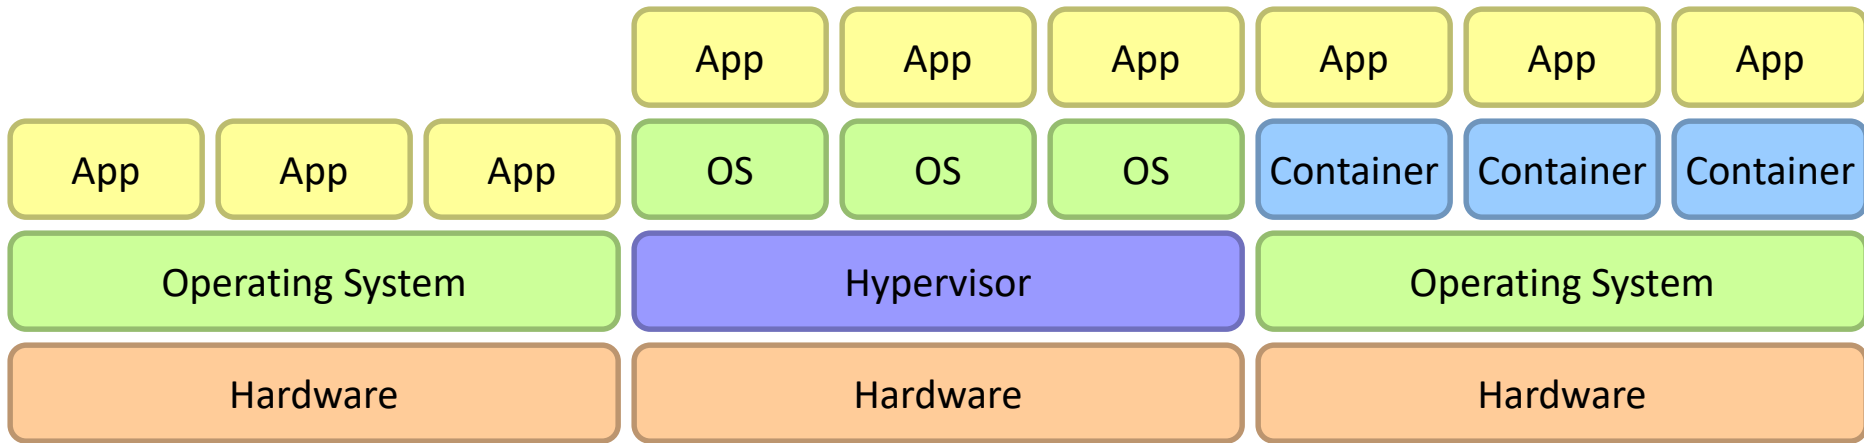 App App App App App App
App App App OS OS OS Container Container Container
Operating System Hypervisor Operating System
Hardware Hardware Hardware